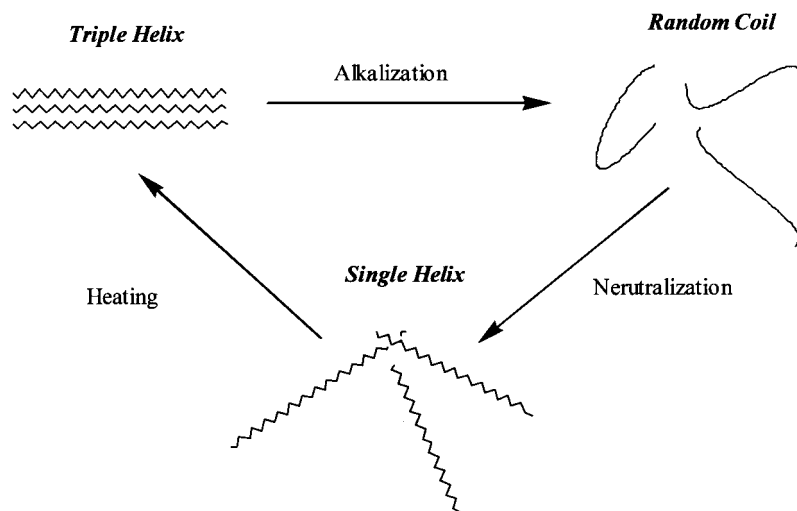 Triple Helix
Random Coil
Alkalization
Single Helix
Heating
Nerutralization